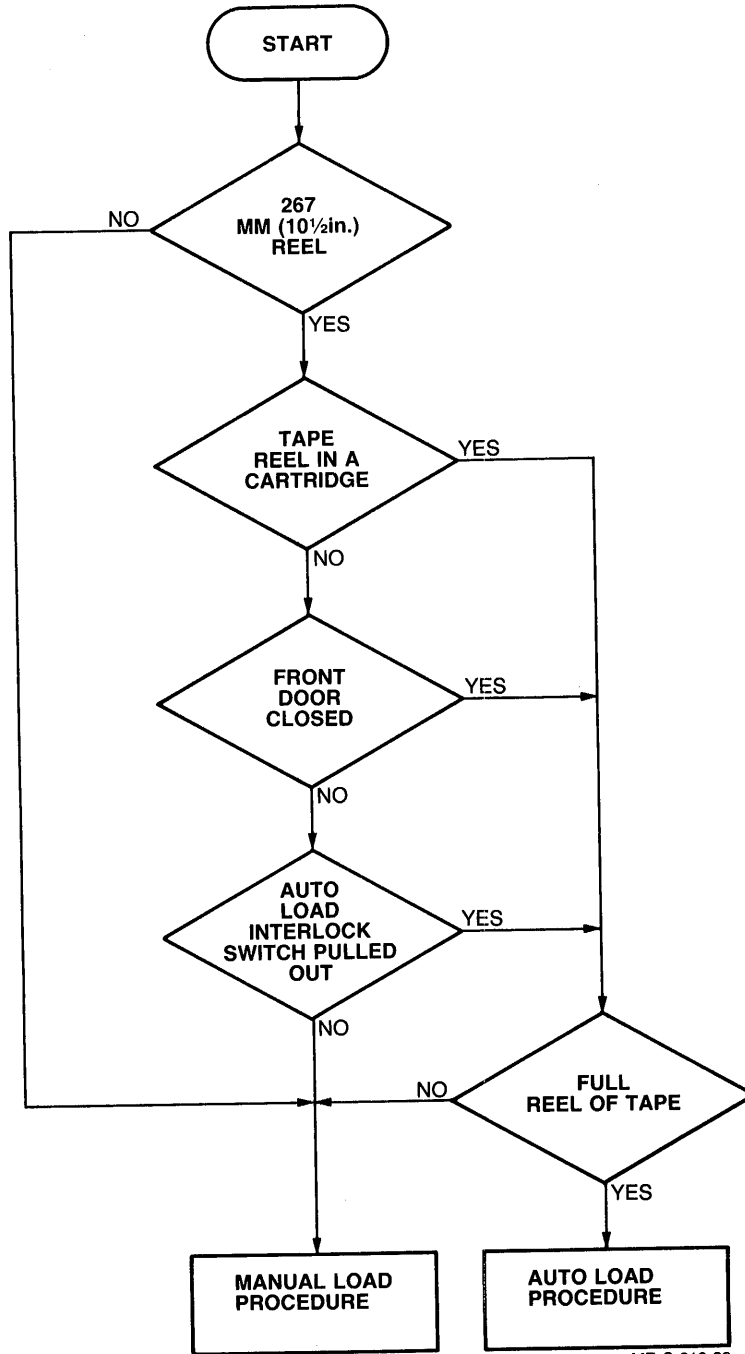 START
267
MM (10½in.)
REEL
NO
YES
TAPE
REEL IN A
CARTRIDGE
YES
NO
FRONT
DOOR
CLOSED
YES
NO
AUTO
LOAD
INTERLOCK
SWITCH PULLED
OUT
YES
NO
FULL
REEL OF TAPE
NO
YES
MANUAL LOAD
PROCEDURE
AUTO LOAD
PROCEDURE